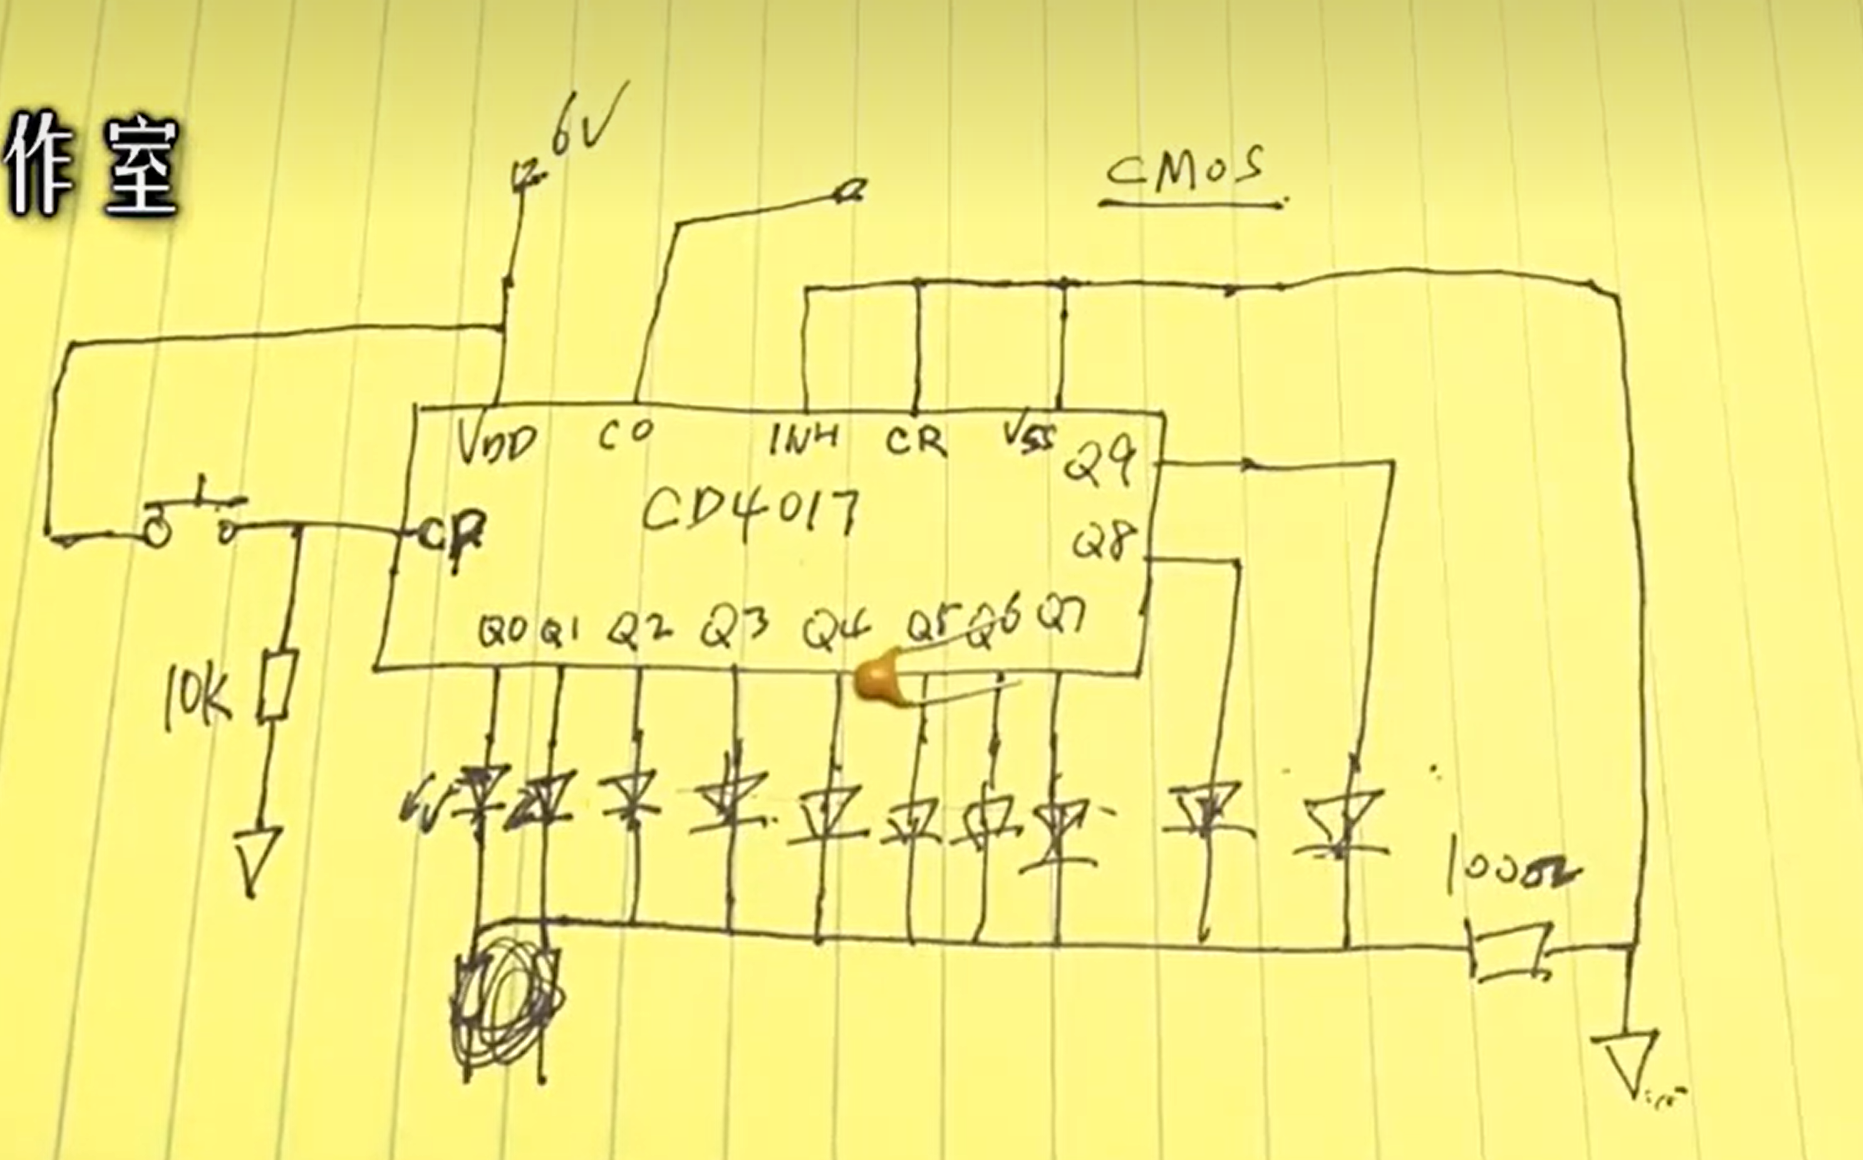 作室
6V
CMOS
VDD CO INH CR VSS
Q9
CD4017
CP
Q8
Q0 Q1 Q2 Q3 Q4 Q5 Q6 Q7
10K
100Ω